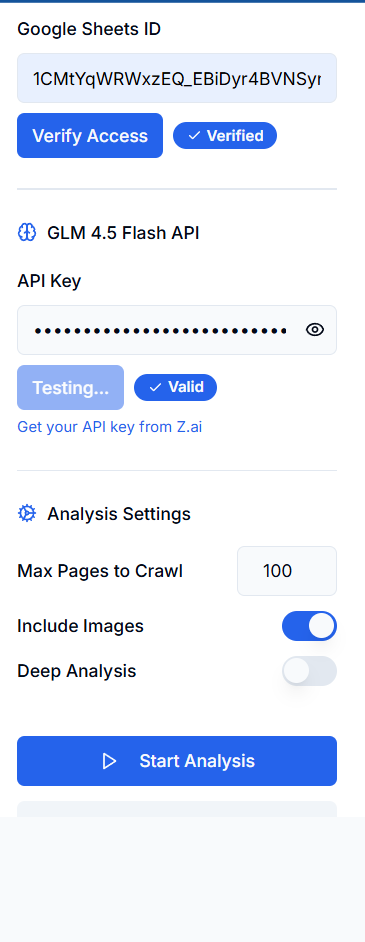 Google Sheets ID
1CMtYqWRWxzEQ_EBiDyr4BVNSyr
Verify Access
Verified
GLM 4.5 Flash API
API Key
••••••••••••••••••••••••••
Testing...
Valid
Get your API key from Z.ai
Analysis Settings
Max Pages to Crawl
100
Include Images
Deep Analysis
Start Analysis